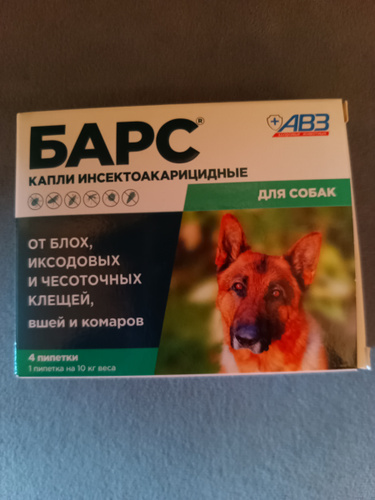 БАРС®
АВЗ
КАПЛИ ИНСЕКТОАКАРИЦИДНЫЕ
ДЛЯ СОБАК
ОТ БЛОХ,
ИКСОДОВЫХ
И ЧЕСОТОЧНЫХ
КЛЕЩЕЙ,
вшей и комаров
4 пипетки
1 пипетка на 10 кг веса